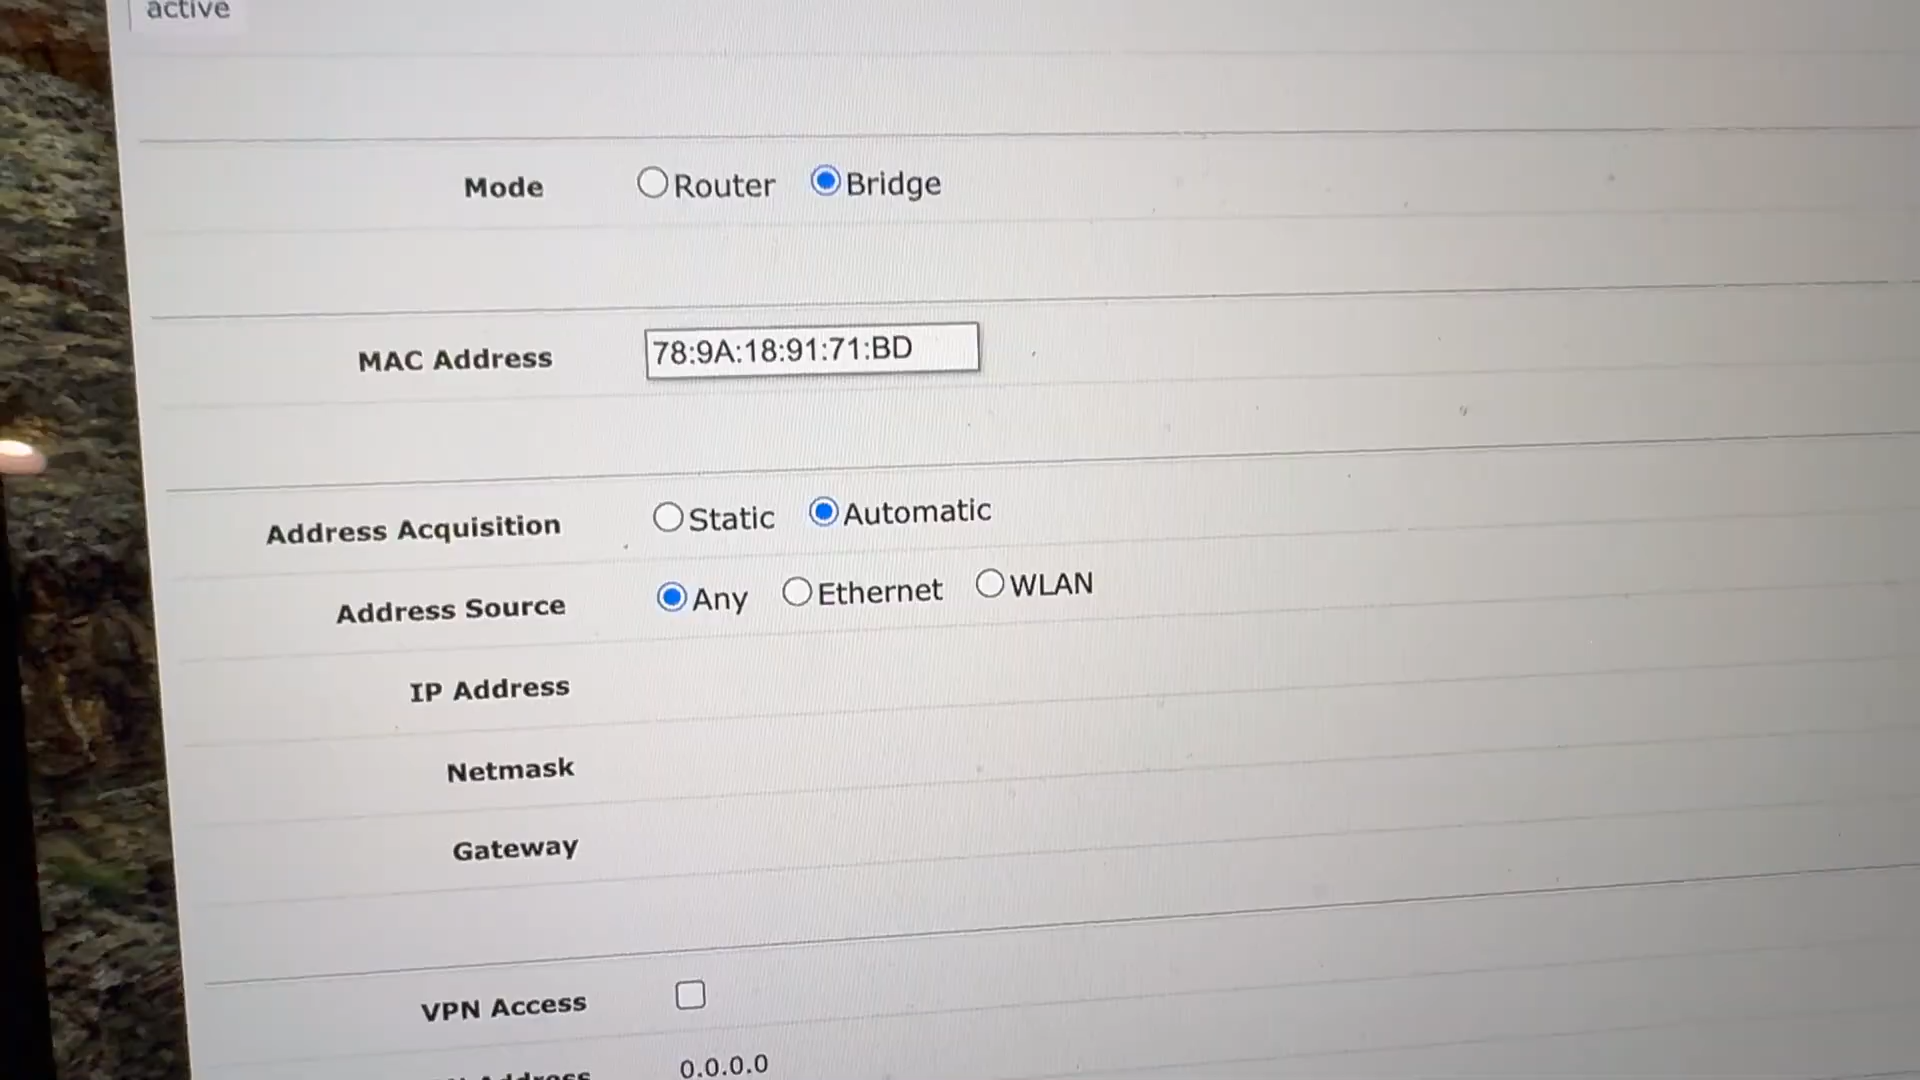 active
Mode Router Bridge
MAC Address 78:9A:18:91:71:BD
Address Acquisition Static Automatic
Address Source Any Ethernet WLAN
IP Address
Netmask
Gateway
VPN Access
Address 0.0.0.0